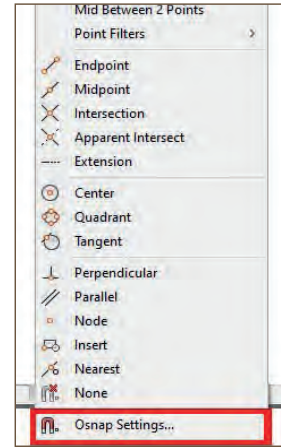 Mid Between 2 Points
Point Filters
Endpoint
Midpoint
Intersection
Apparent Intersect
Extension
Center
Quadrant
Tangent
Perpendicular
Parallel
Node
Insert
Nearest
None
Osnap Settings...